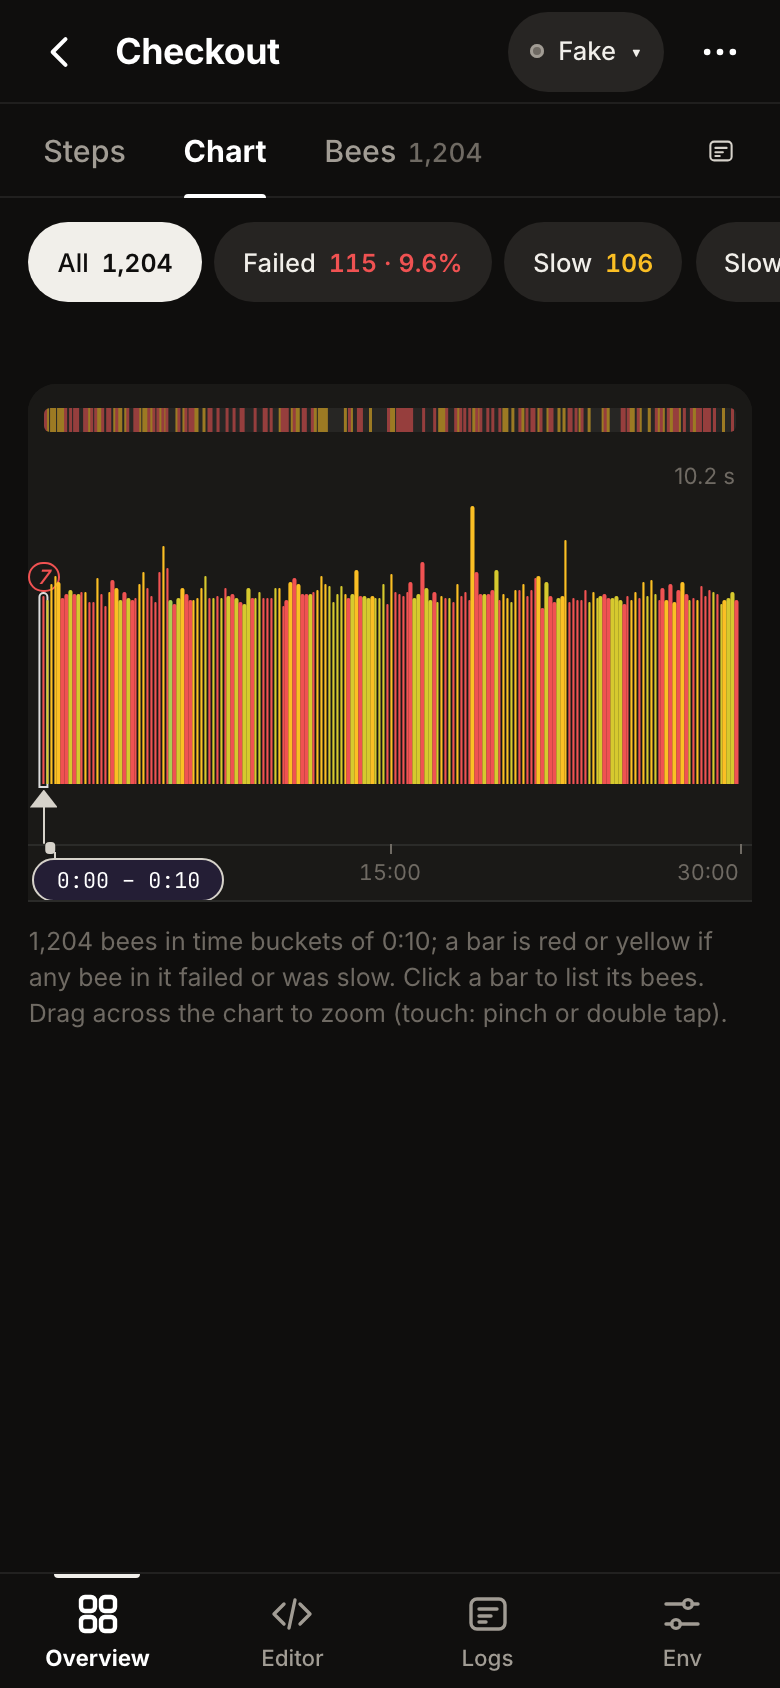 Checkout
Fake
Steps
Chart
Bees 1,204
All 1,204
Failed 115 · 9.6%
Slow 106
Slow
10.2 s
7
0:00 – 0:10
15:00
30:00
1,204 bees in time buckets of 0:10; a bar is red or yellow if
any bee in it failed or was slow. Click a bar to list its bees.
Drag across the chart to zoom (touch: pinch or double tap).
Overview
Editor
Logs
Env